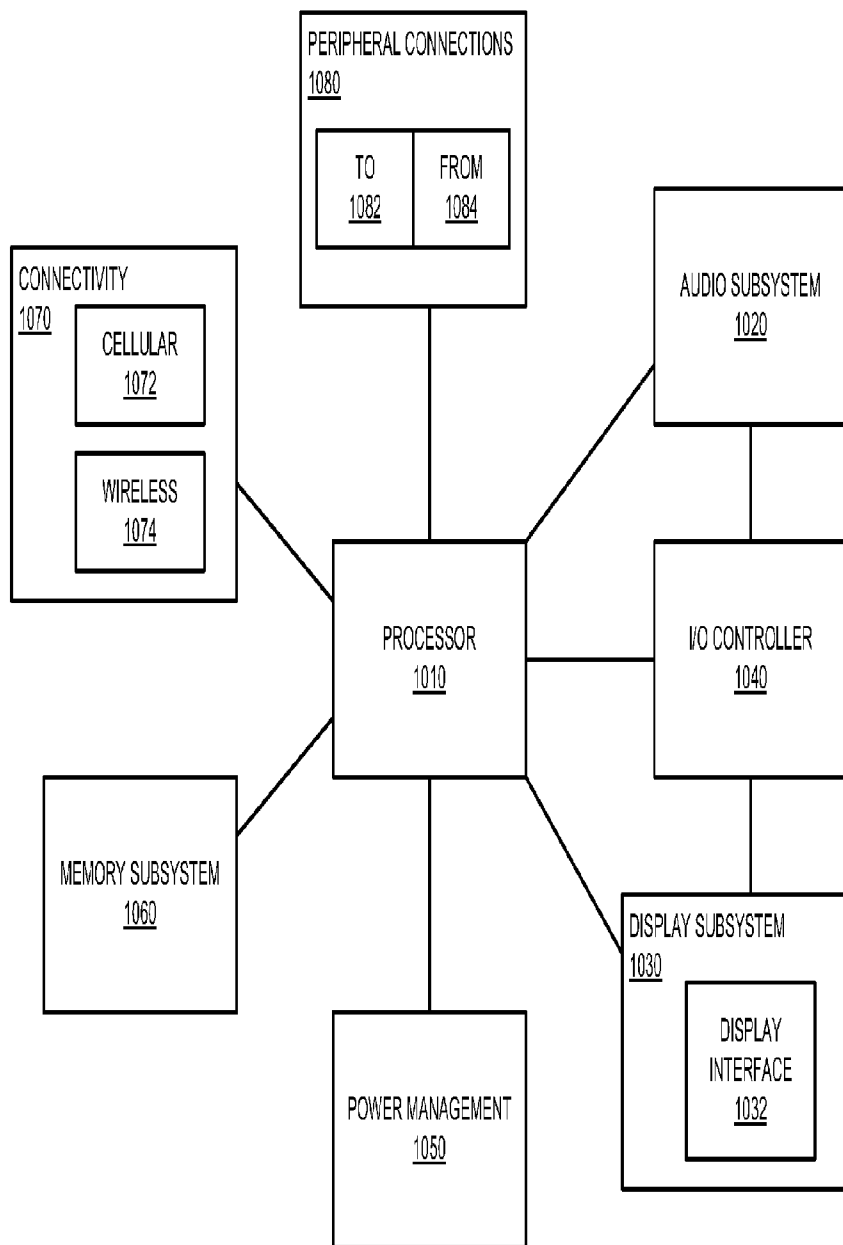 PERIPHERAL CONNECTIONS
1080
TO
1082
FROM
1084
CONNECTIVITY
1070
CELLULAR
1072
WIRELESS
1074
AUDIO SUBSYSTEM
1020
PROCESSOR
1010
I/O CONTROLLER
1040
MEMORY SUBSYSTEM
1060
DISPLAY SUBSYSTEM
1030
DISPLAY
INTERFACE
1032
POWER MANAGEMENT
1050